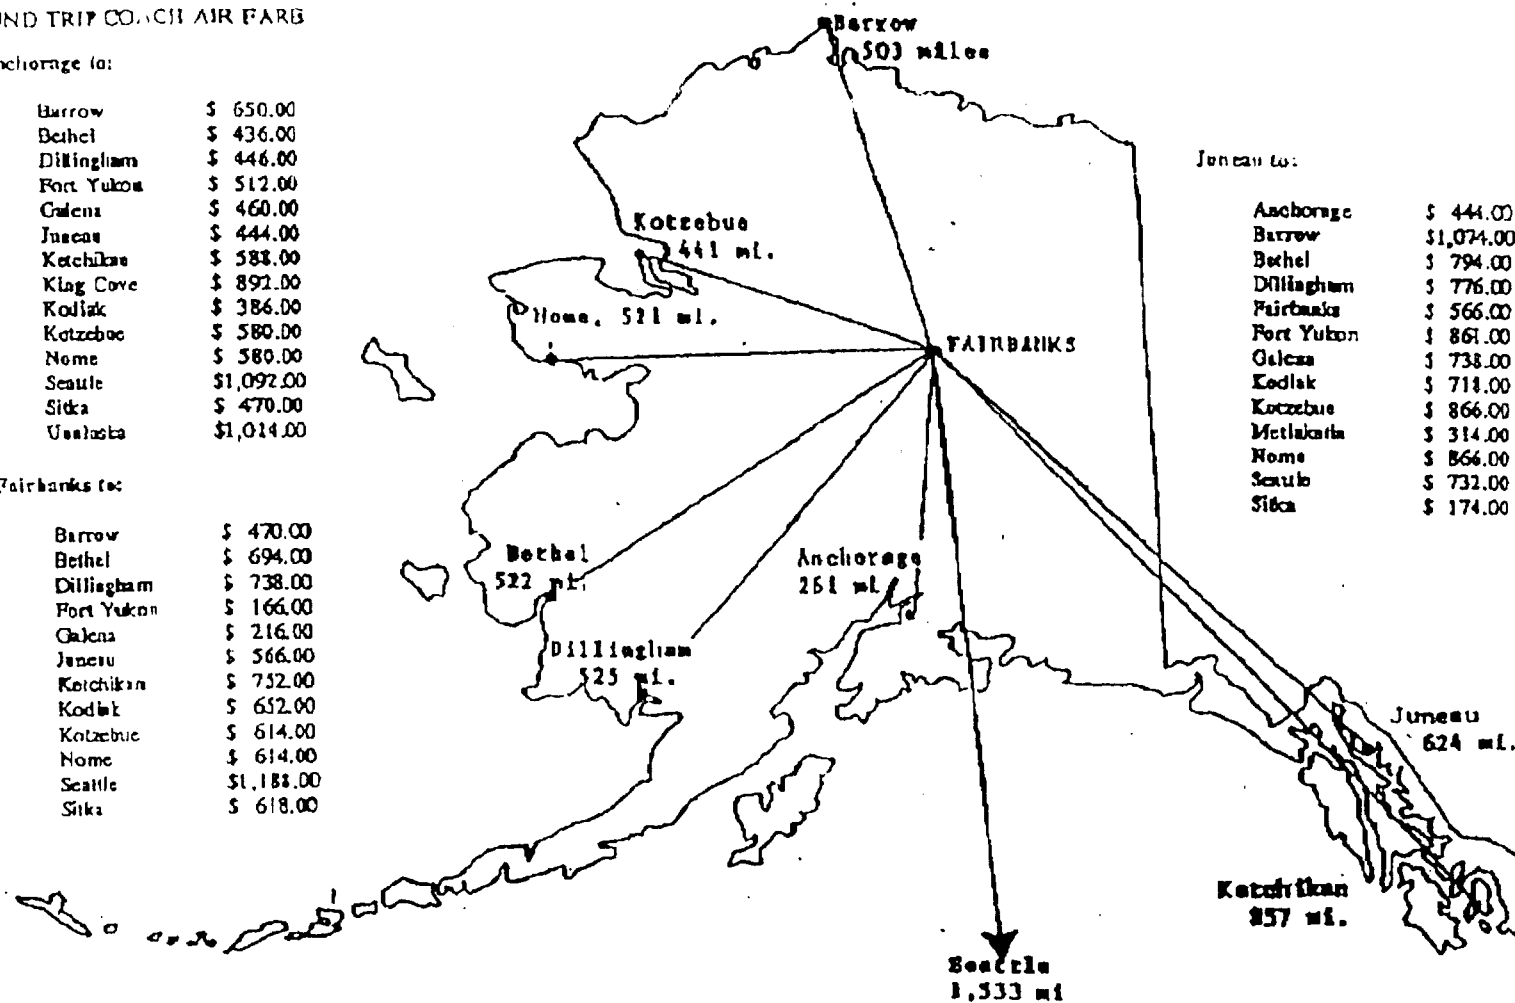 UND TRIP COACH AIR FARE
nchorage to:
Barrow $ 650.00
Bethel $ 436.00
Dillingham $ 446.00
Fort Yukon $ 512.00
Galena $ 460.00
Juneau $ 444.00
Ketchikan $ 588.00
King Cove $ 892.00
Kodiak $ 386.00
Kotzebue $ 580.00
Nome $ 580.00
Seattle $1,092.00
Sitka $ 470.00
Unalaska $1,014.00
Fairbanks to:
Barrow $ 470.00
Bethel $ 694.00
Dillingham $ 738.00
Fort Yukon $ 166.00
Galena $ 216.00
Juneau $ 566.00
Ketchikan $ 752.00
Kodiak $ 652.00
Kotzebue $ 614.00
Nome $ 614.00
Seattle $1,188.00
Sitka $ 618.00
Barrow
503 miles
Kotzebue
441 mi.
Nome, 521 mi.
FAIRBANKS
Bethel
522 mi.
Anchorage
261 mi
Dillingham
525 mi.
Juneau
624 mi.
Ketchikan
857 mi.
Seattle
1,533 mi
Juneau to:
Anchorage $ 444.00
Barrow $1,074.00
Bethel $ 794.00
Dillingham $ 776.00
Fairbanks $ 566.00
Fort Yukon $ 861.00
Galena $ 738.00
Kodiak $ 718.00
Kotzebue $ 866.00
Metlakatla $ 314.00
Nome $ 866.00
Seattle $ 732.00
Sitka $ 174.00